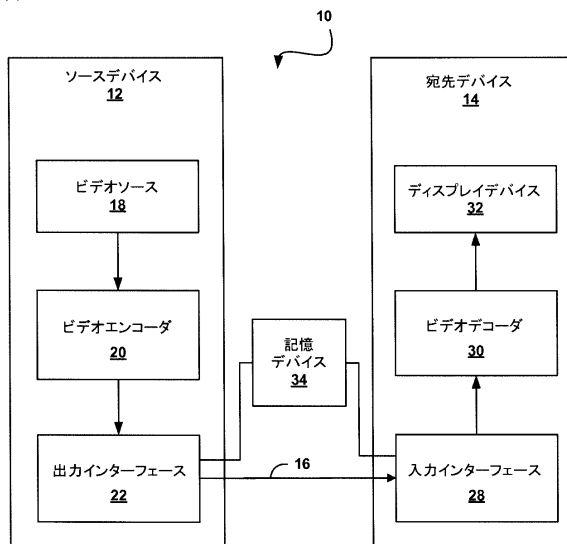 10
ソースデバイス
12
宛先デバイス
14
ビデオソース
18
ディスプレイデバイス
32
ビデオエンコーダ
20
記憶
デバイス
34
ビデオデコーダ
30
出力インターフェース
22
16
入力インターフェース
28